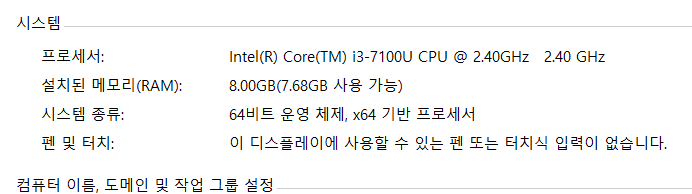 시스템
프로세서: Intel(R) Core(TM) i3-7100U CPU @ 2.40GHz 2.40 GHz
설치된 메모리(RAM): 8.00GB(7.68GB 사용 가능)
시스템 종류: 64비트 운영 체제, x64 기반 프로세서
펜 및 터치: 이 디스플레이에 사용할 수 있는 펜 또는 터치식 입력이 없습니다.
컴퓨터 이름, 도메인 및 작업 그룹 설정